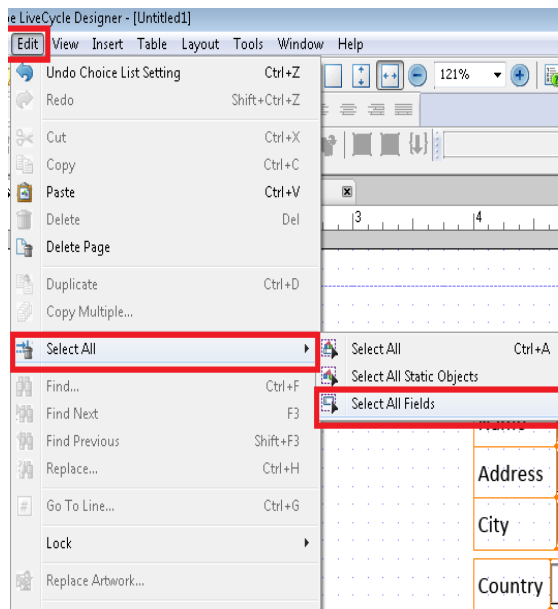 be LiveCycle Designer - [Untitled1]
Edit View Insert Table Layout Tools Window Help
Undo Choice List Setting Ctrl+Z
121%
Redo Shift+Ctrl+Z
Cut Ctrl+X
Copy Ctrl+C
Paste Ctrl+V
Delete Del
3 4
Delete Page
Duplicate Ctrl+D
Copy Multiple...
Select All
Select All Ctrl+A
Select All Static Objects
Select All Fields
Find... Ctrl+F
Find Next F3
Find Previous Shift+F3
Replace... Ctrl+H
Go To Line... Ctrl+G
Lock
Replace Artwork...
Name
Address
City
Country